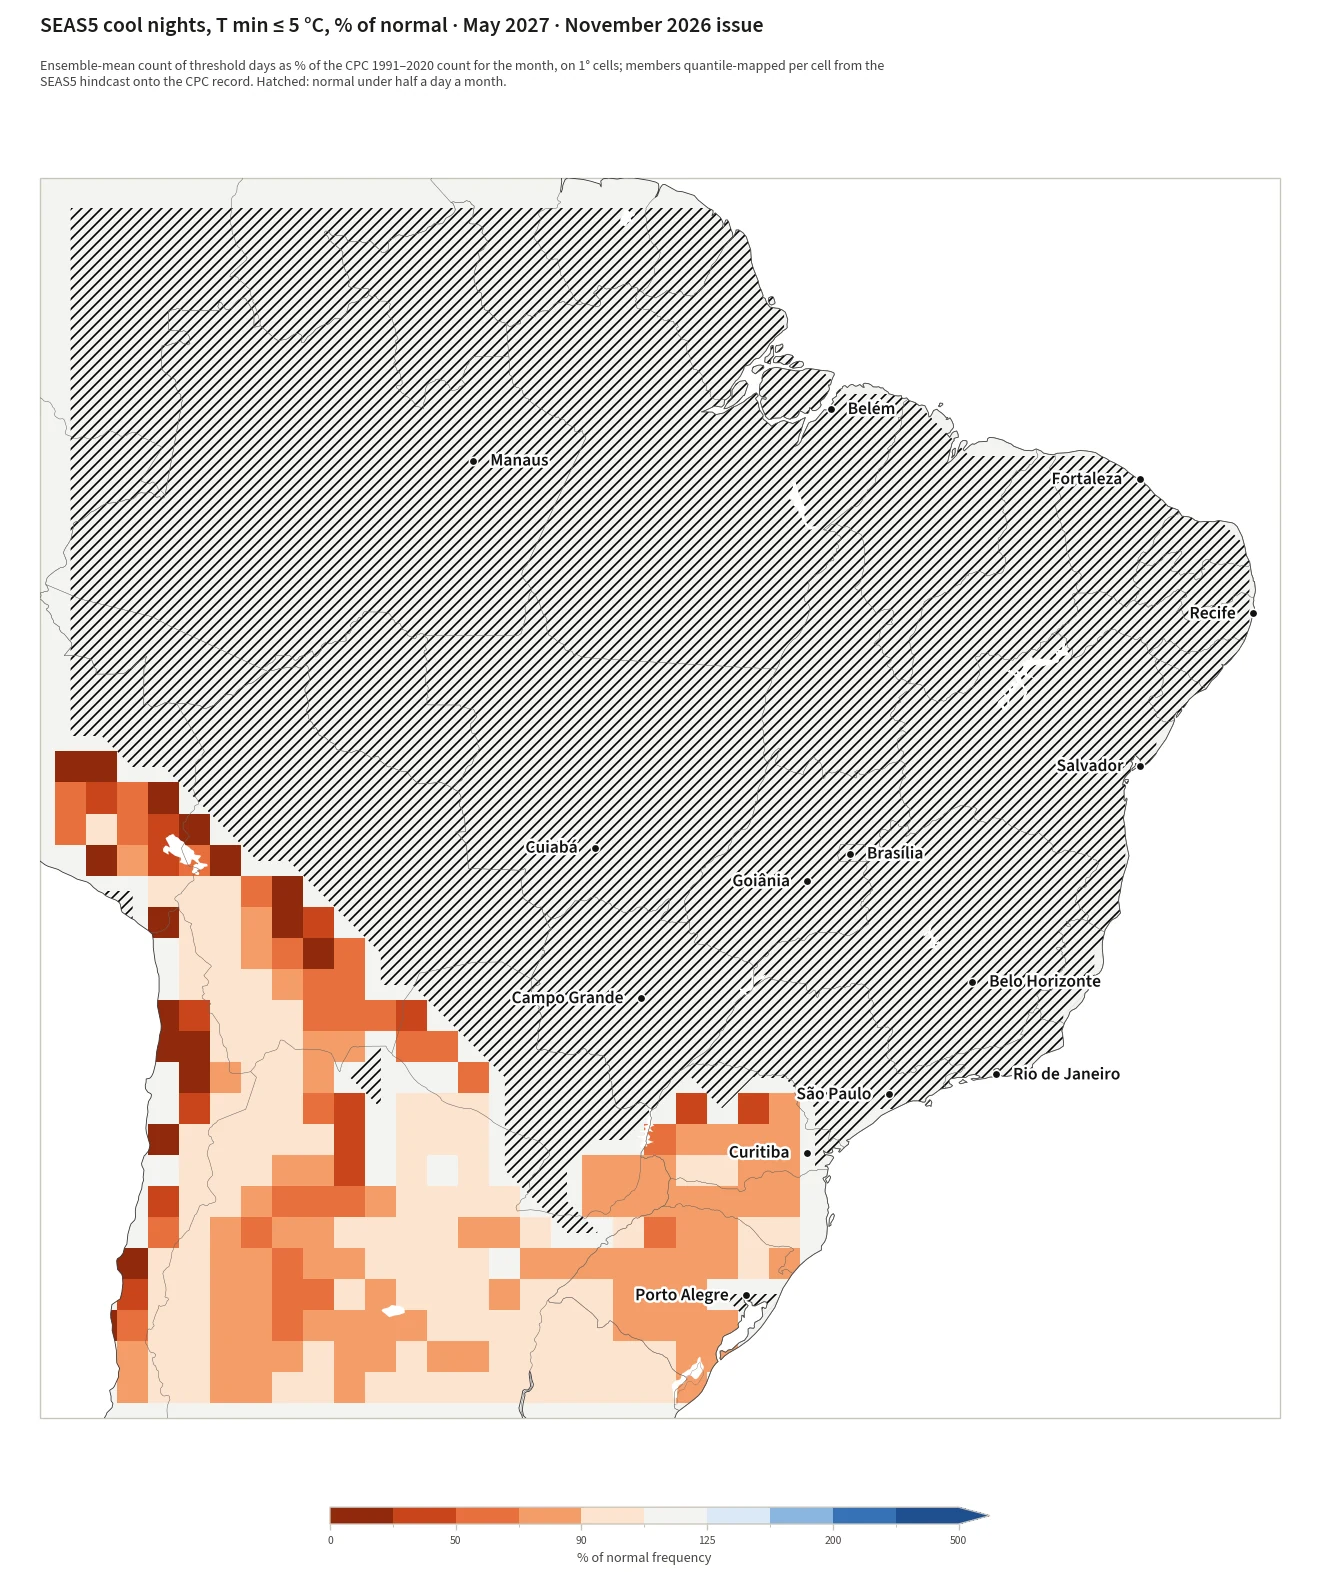 SEAS5 cool nights, T min ≤ 5 °C, % of normal · May 2027 · November 2026 issue
Ensemble-mean count of threshold days as % of the CPC 1991–2020 count for the month, on 1° cells; members quantile-mapped per cell from the
SEAS5 hindcast onto the CPC record. Hatched: normal under half a day a month.
Belém
Manaus
Fortaleza
Recife
Salvador
Cuiabá
Brasília
Goiânia
Belo Horizonte
Campo Grande
Rio de Janeiro
São Paulo
Curitiba
Porto Alegre
0 50 90 125 200 500
% of normal frequency